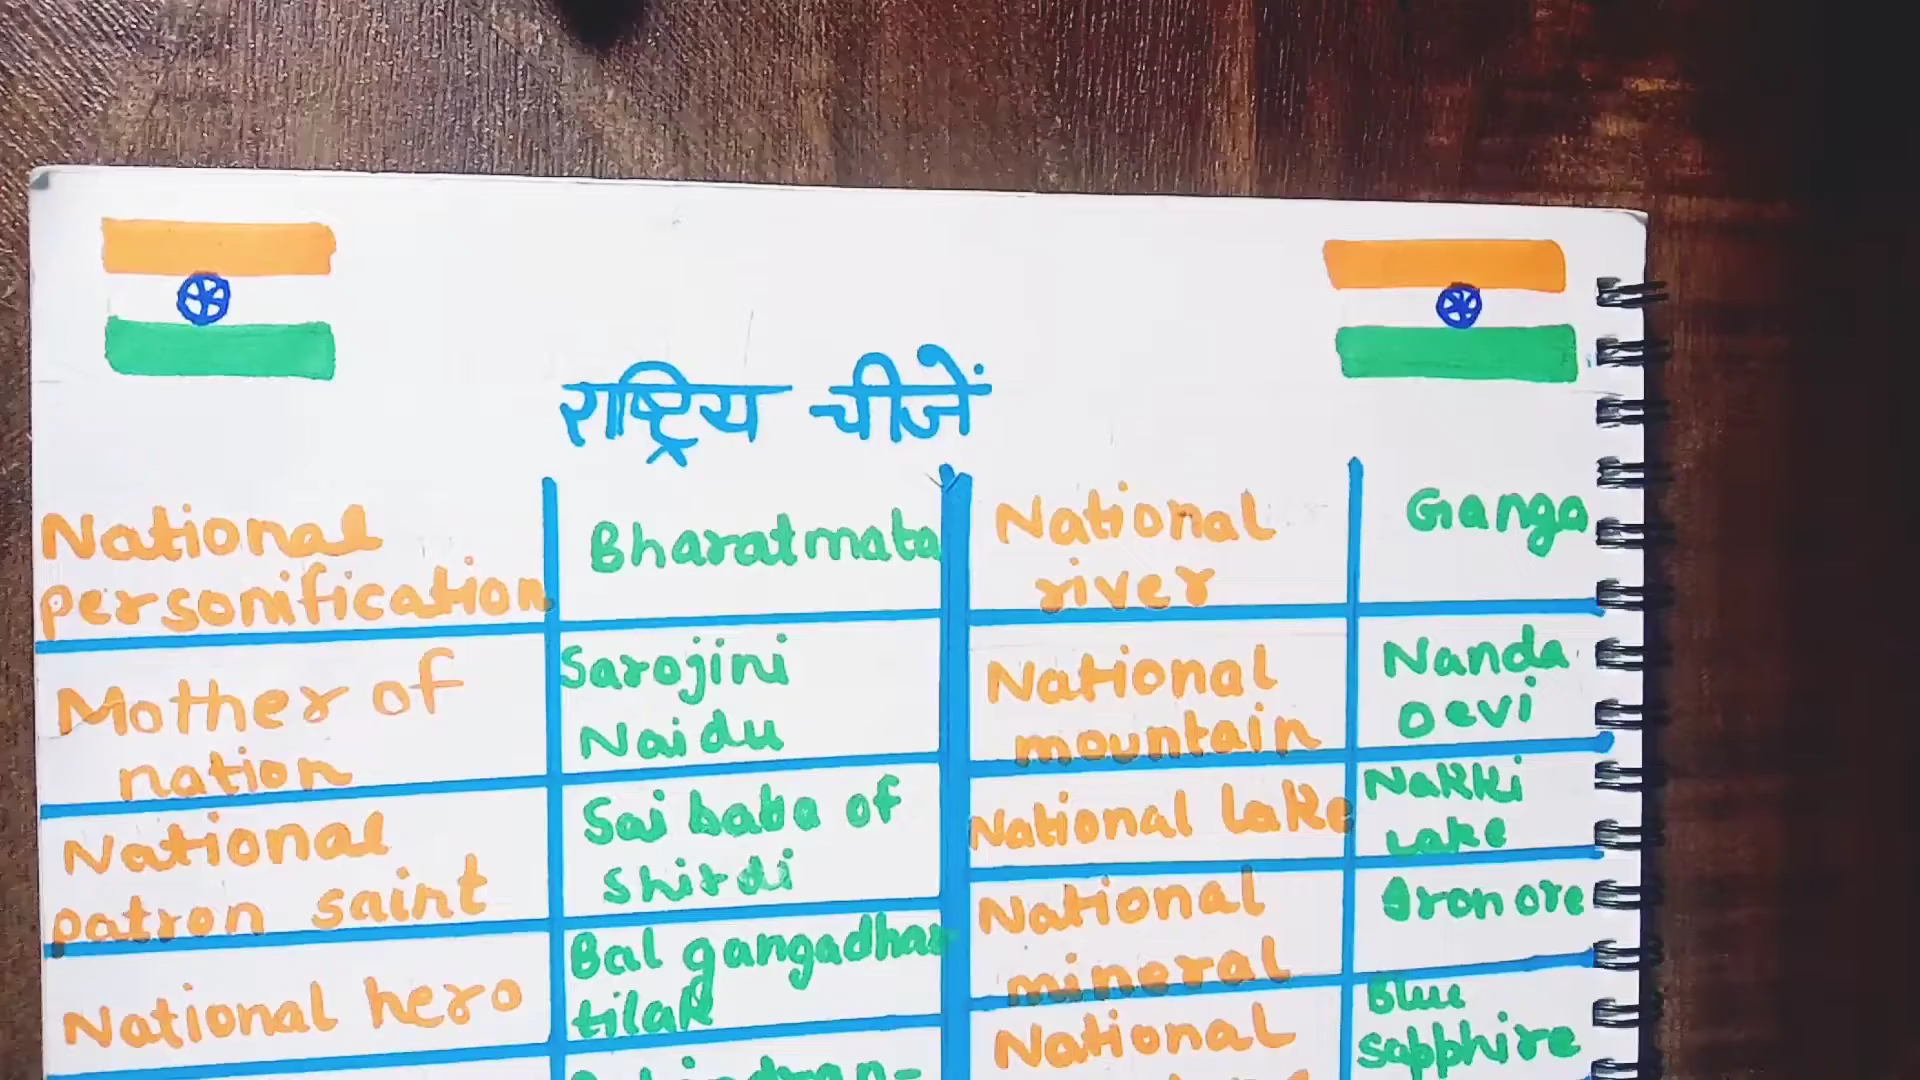 राष्ट्रिय चीजें
National
personification
Bharatmata
National
river
Ganga
Mother of
nation
Sarojini
Naidu
National
mountain
Nanda
Devi
National
patron saint
Sai baba of
Shirdi
National lake
Nakki
Lake
National hero
Bal gangadhar
tilak
National
mineral
Iron ore
National
Blue
sapphire